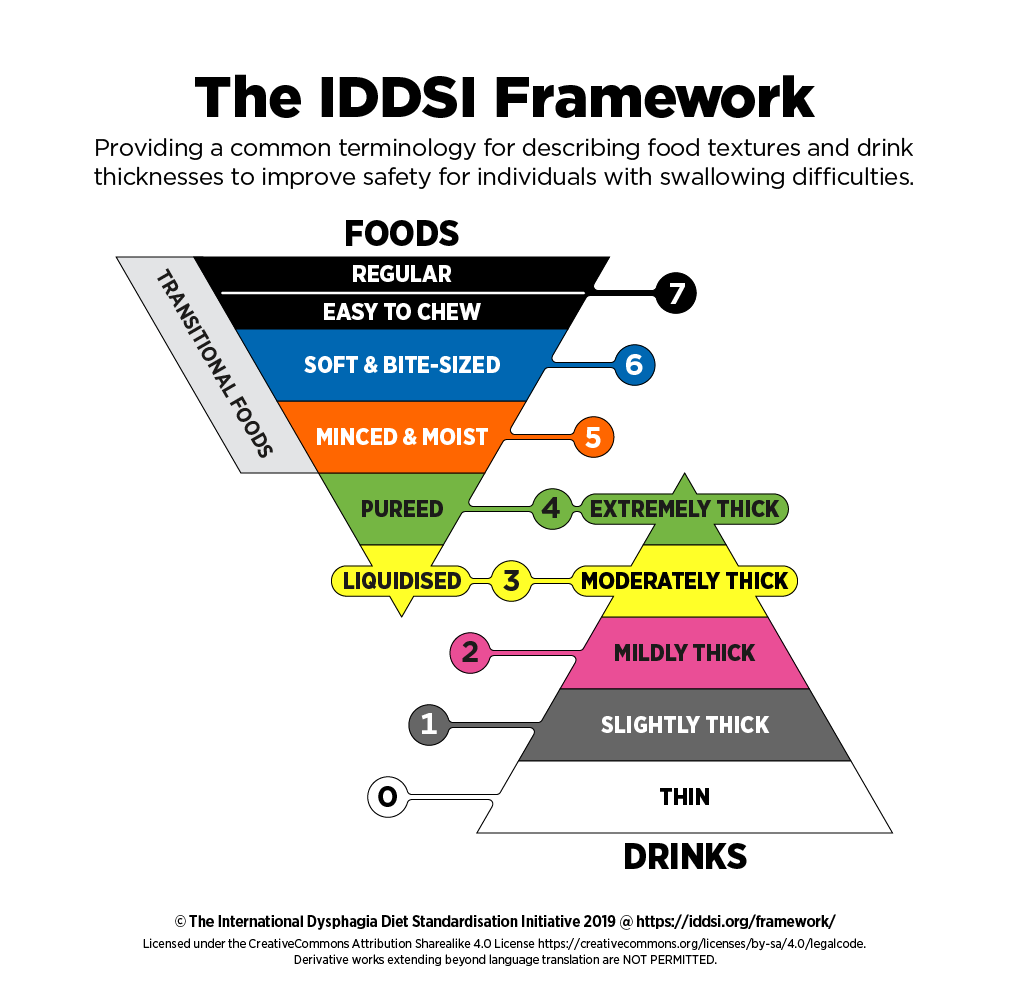 The IDDSI Framework
Providing a common terminology for describing food textures and drink
thicknesses to improve safety for individuals with swallowing difficulties.
FOODS
TRANSITIONAL FOODS
REGULAR
EASY TO CHEW
7
SOFT & BITE-SIZED
6
MINCED & MOIST
5
PUREED
4
EXTREMELY THICK
LIQUIDISED
3
MODERATELY THICK
2
MILDLY THICK
1
SLIGHTLY THICK
0
THIN
DRINKS
© The International Dysphagia Diet Standardisation Initiative 2019 @ https://iddsi.org/framework/
Licensed under the CreativeCommons Attribution Sharealike 4.0 License https://creativecommons.org/licenses/by-sa/4.0/legalcode.
Derivative works extending beyond language translation are NOT PERMITTED.